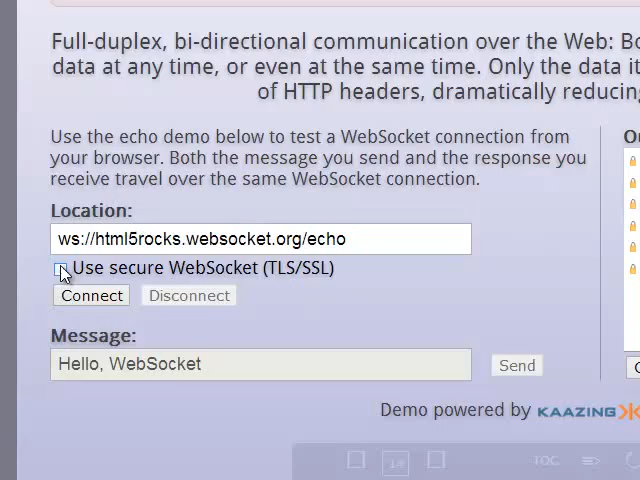 Full-duplex, bi-directional communication over the Web: Bo
data at any time, or even at the same time. Only the data it
of HTTP headers, dramatically reducing
Use the echo demo below to test a WebSocket connection from
your browser. Both the message you send and the response you
receive travel over the same WebSocket connection.
Location:
ws://html5rocks.websocket.org/echo
Use secure WebSocket (TLS/SSL)
Connect Disconnect
Message:
Hello, WebSocket
Send
Demo powered by KAAZING
TOC